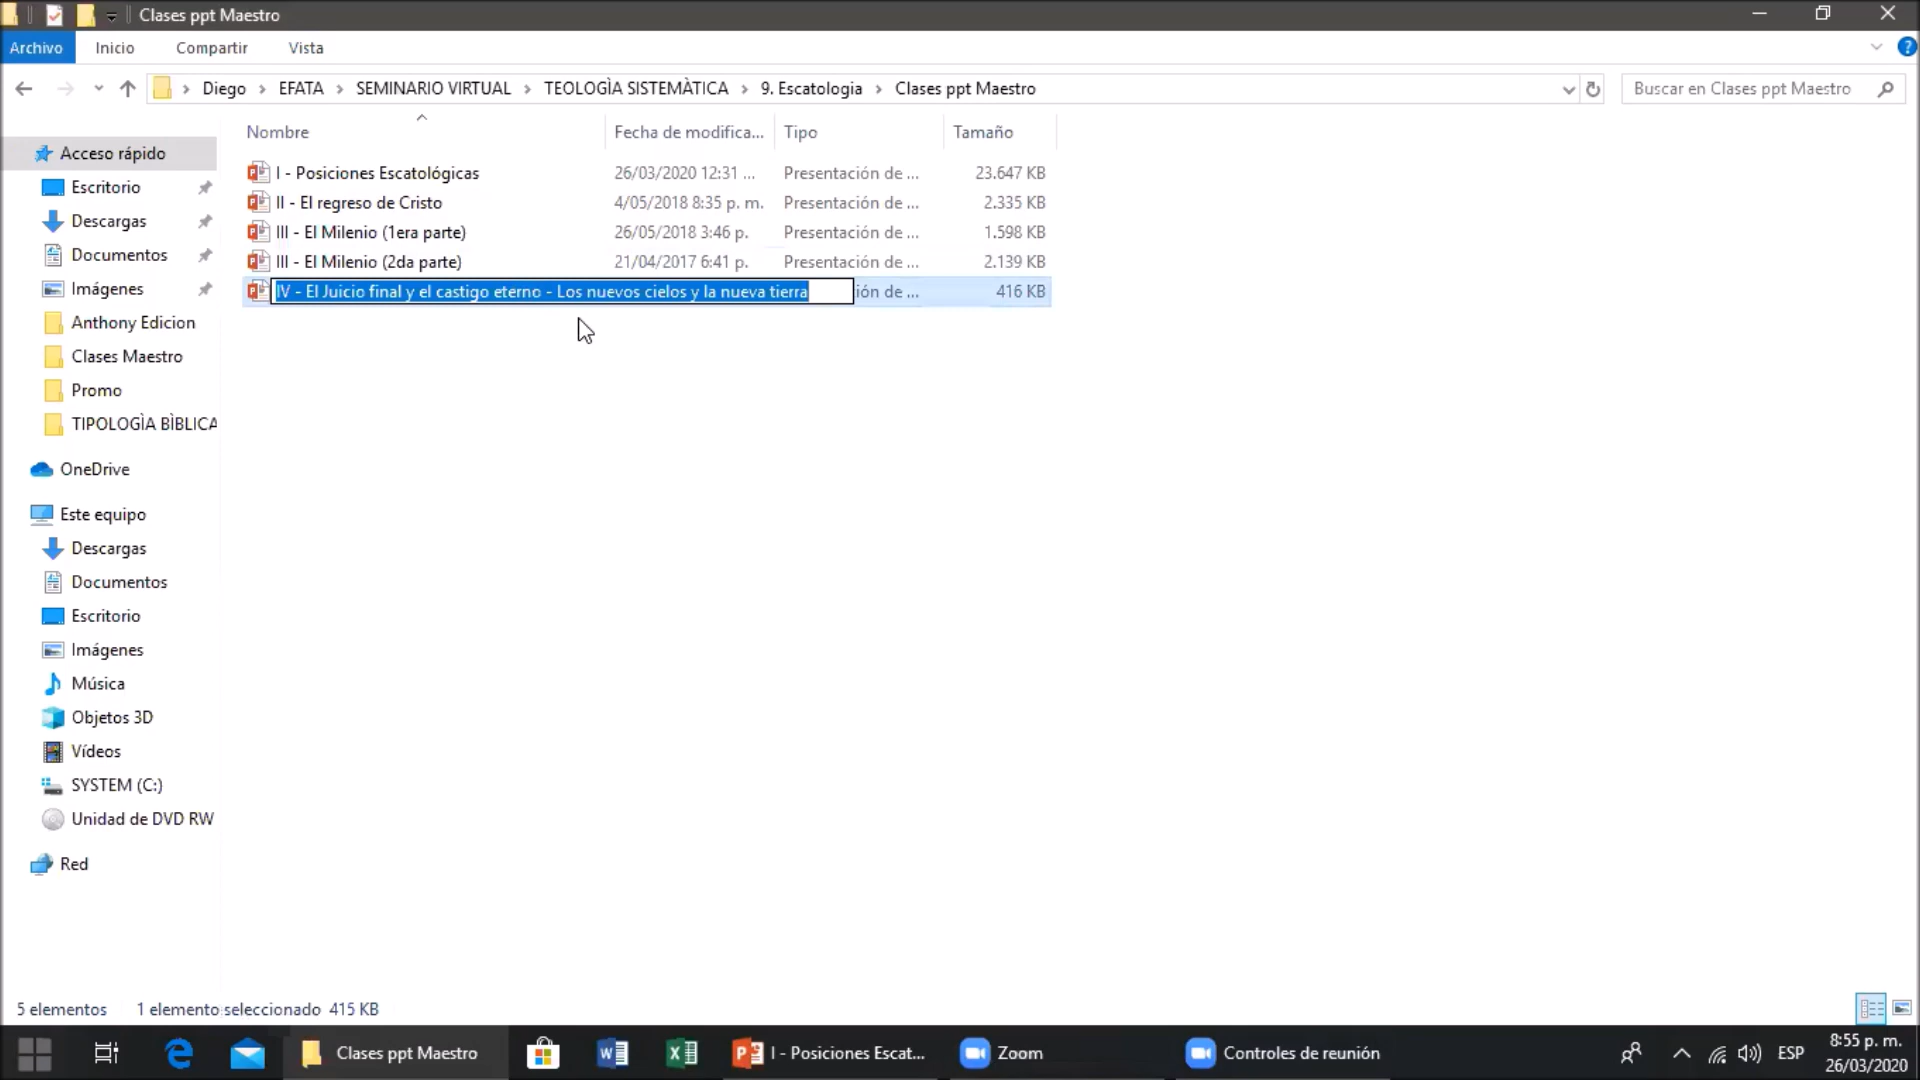 Clases ppt Maestro
Archivo Inicio Compartir Vista
Diego EFATA SEMINARIO VIRTUAL TEOLOGÌA SISTEMÀTICA 9. Escatologia Clases ppt Maestro Buscar en Clases ppt Maestro
Nombre Fecha de modifica... Tipo Tamaño
I - Posiciones Escatológicas 26/03/2020 12:31 ... Presentación de ... 23.647 KB
II - El regreso de Cristo 4/05/2018 8:35 p. m. Presentación de ... 2.335 KB
III - El Milenio (1era parte) 26/05/2018 3:46 p. Presentación de ... 1.598 KB
III - El Milenio (2da parte) 21/04/2017 6:41 p. Presentación de ... 2.139 KB
IV - El Juicio final y el castigo eterno - Los nuevos cielos y la nueva tierra ión de ... 416 KB
Acceso rápido
Escritorio
Descargas
Documentos
Imágenes
Anthony Edicion
Clases Maestro
Promo
TIPOLOGÌA BÌBLICA
OneDrive
Este equipo
Descargas
Documentos
Escritorio
Imágenes
Música
Objetos 3D
Vídeos
SYSTEM (C:)
Unidad de DVD RW
Red
5 elementos 1 elemento seleccionado 415 KB
Clases ppt Maestro I - Posiciones Escat... Zoom Controles de reunión ESP 8:55 p. m.
26/03/2020